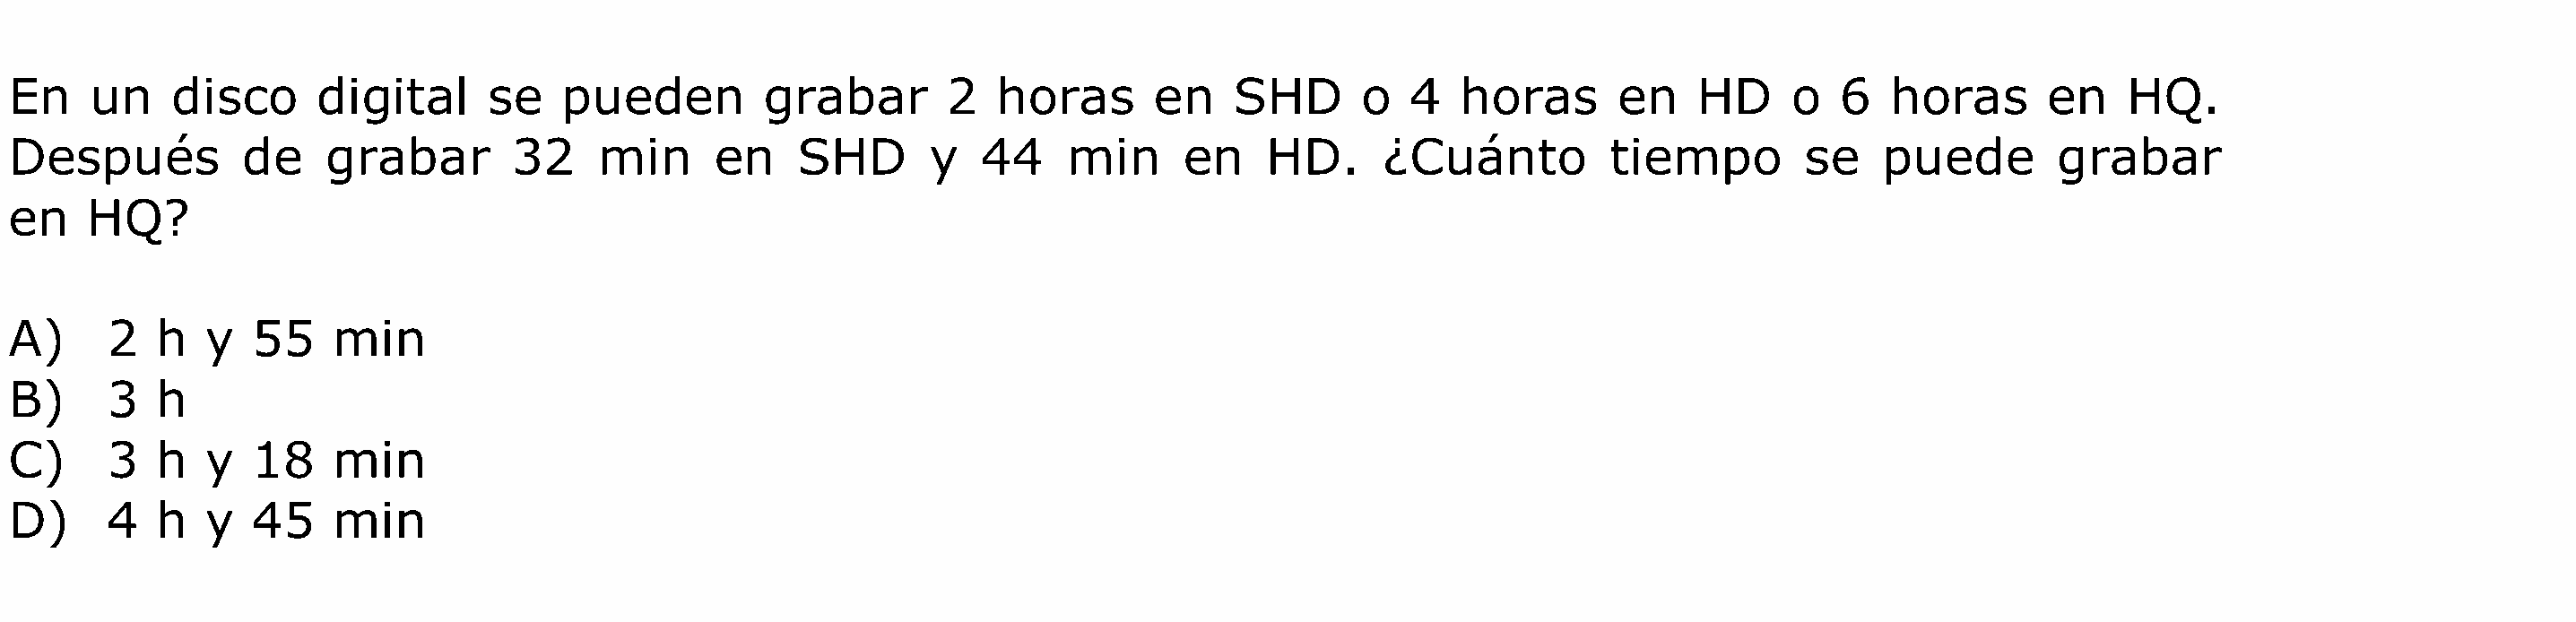 En un disco digital se pueden grabar 2 horas en SHD o 4 horas en HD o 6 horas en HQ.
Después de grabar 32 min en SHD y 44 min en HD. ¿Cuánto tiempo se puede grabar
en HQ?
A) 2 h y 55 min
B) 3 h
C) 3 h y 18 min
D) 4 h y 45 min